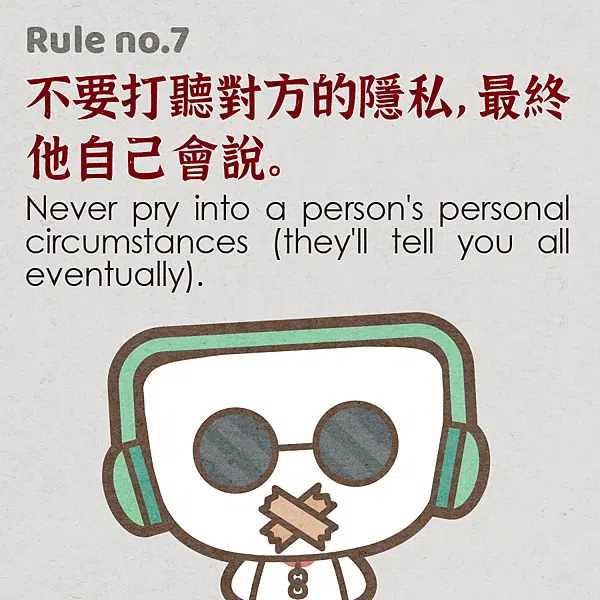 Rule no.7
不要打聽對方的隱私，最終
他自己會說。
Never pry into a person's personal
circumstances (they'll tell you all
eventually).